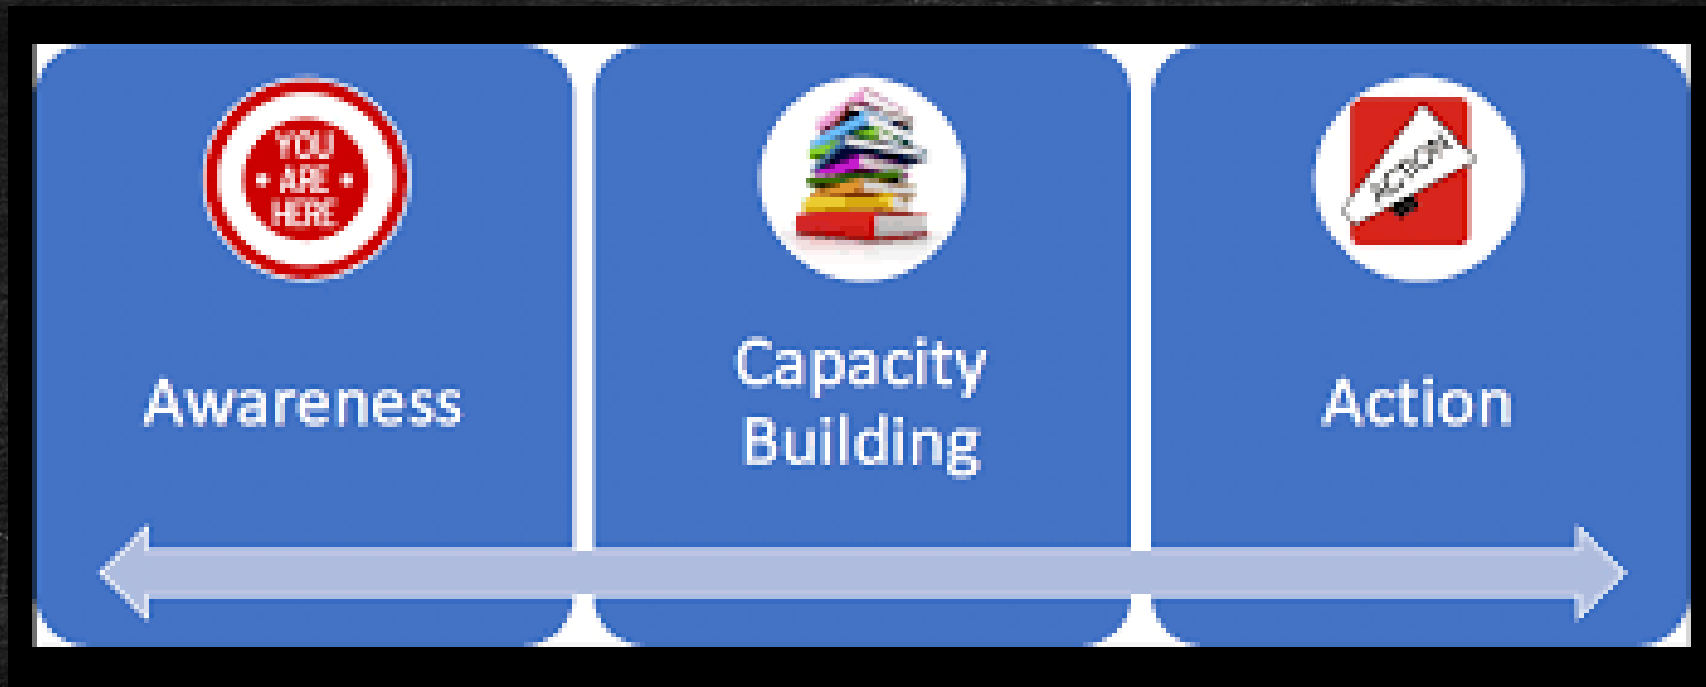 YOU
ARE
HERE
Awareness
Capacity
Building
ACTION
Action